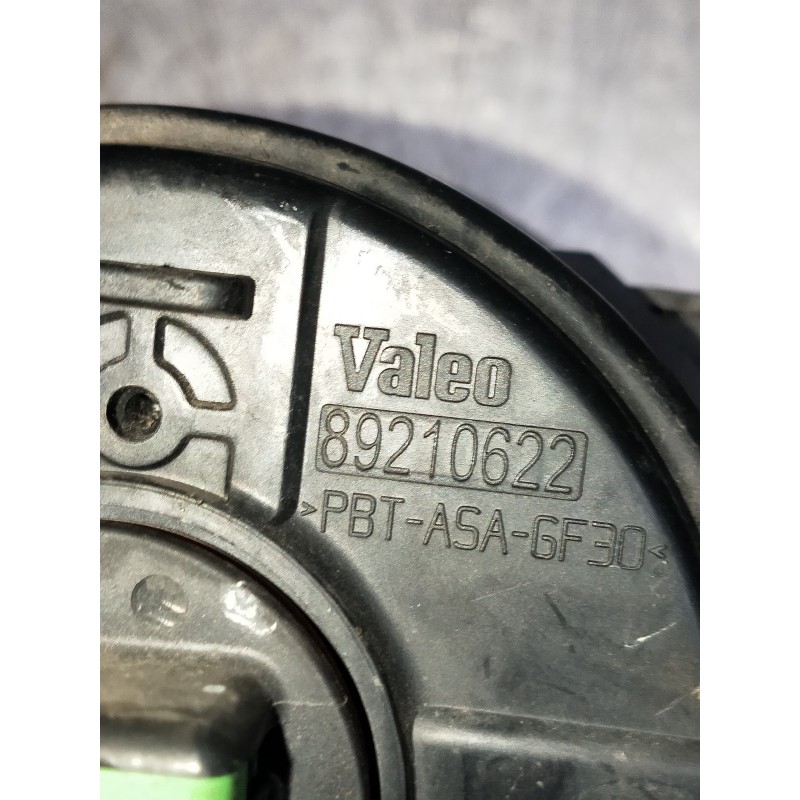 Valeo
89210622
>PBT-ASA-GF30<